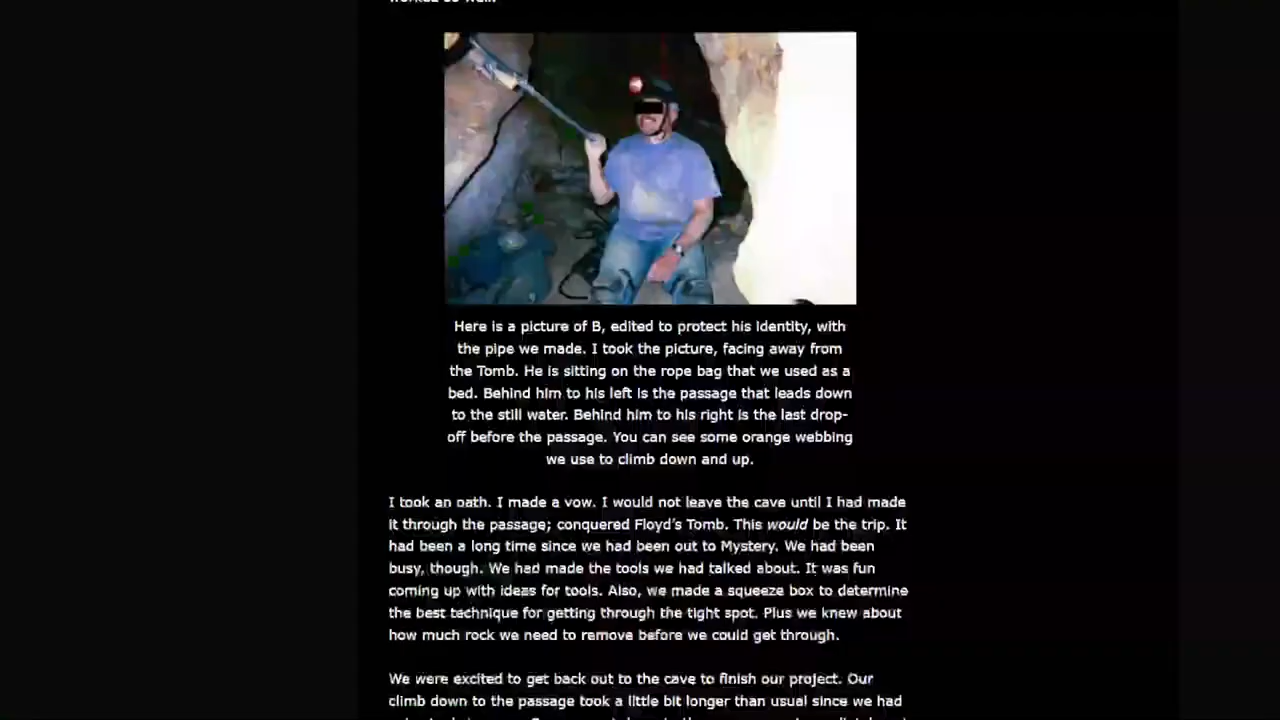 Here is a picture of B, edited to protect his identity, with
the pipe we made. I took the picture, facing away from
the Tomb. He is sitting on the rope bag that we used as a
bed. Behind him to his left is the passage that leads down
to the still water. Behind him to his right is the last drop-
off before the passage. You can see some orange webbing
we use to climb down and up.
I took an oath. I made a vow. I would not leave the cave until I had made
it through the passage; conquered Floyd's Tomb. This would be the trip. It
had been a long time since we had been out to Mystery. We had been
busy, though. We had made the tools we had talked about. It was fun
coming up with ideas for tools. Also, we made a squeeze box to determine
the best technique for getting through the tight spot. Plus we knew about
how much rock we need to remove before we could get through.
We were excited to get back out to the cave to finish our project. Our
climb down to the passage took a little bit longer than usual since we had